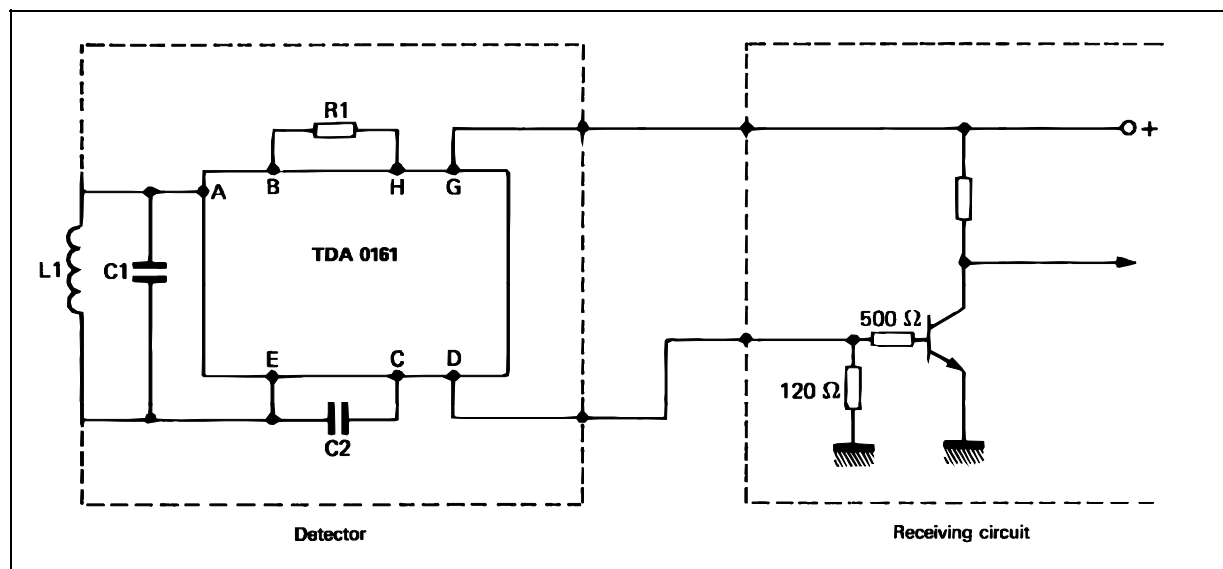 R1
B
H
G
A
L1
C1
TDA 0161
E
C
D
C2
Detector
+
500 Ω
120 Ω
Receiving circuit